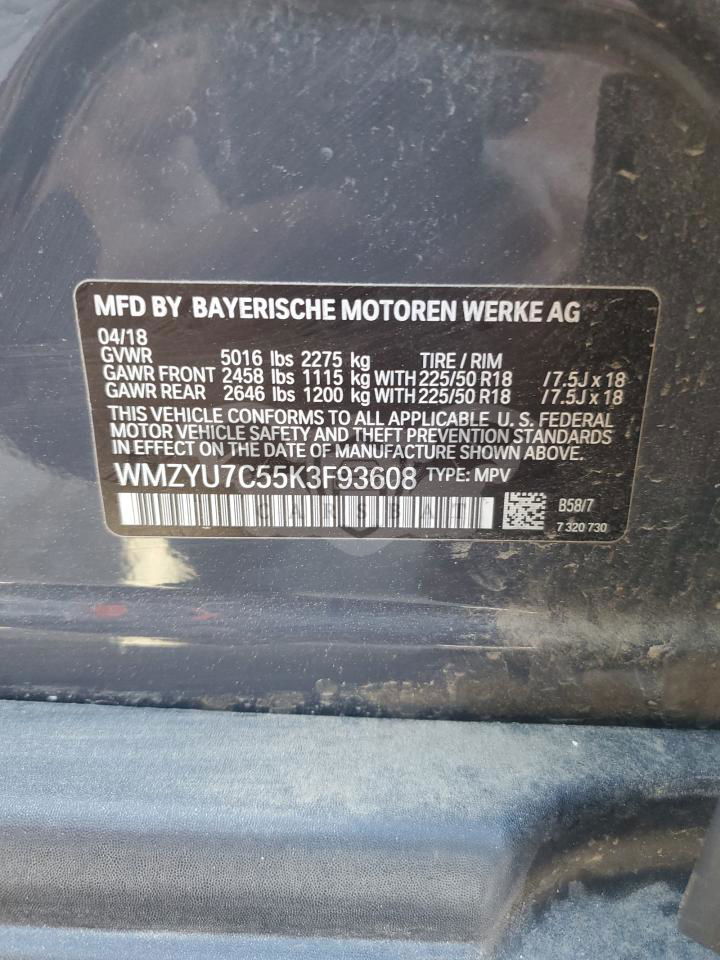 MFD BY BAYERISCHE MOTOREN WERKE AG
04/18
GVWR 5016 lbs 2275 kg TIRE / RIM
GAWR FRONT 2458 lbs 1115 kg WITH 225/50 R18 / 7.5J x 18
GAWR REAR 2646 lbs 1200 kg WITH 225/50 R18 / 7.5J x 18
THIS VEHICLE CONFORMS TO ALL APPLICABLE U. S. FEDERAL
MOTOR VEHICLE SAFETY AND THEFT PREVENTION STANDARDS
IN EFFECT ON THE DATE OF MANUFACTURE SHOWN ABOVE.
WMZYU7C55K3F93608 TYPE: MPV
CARSBAT
B58/7
7 320 730